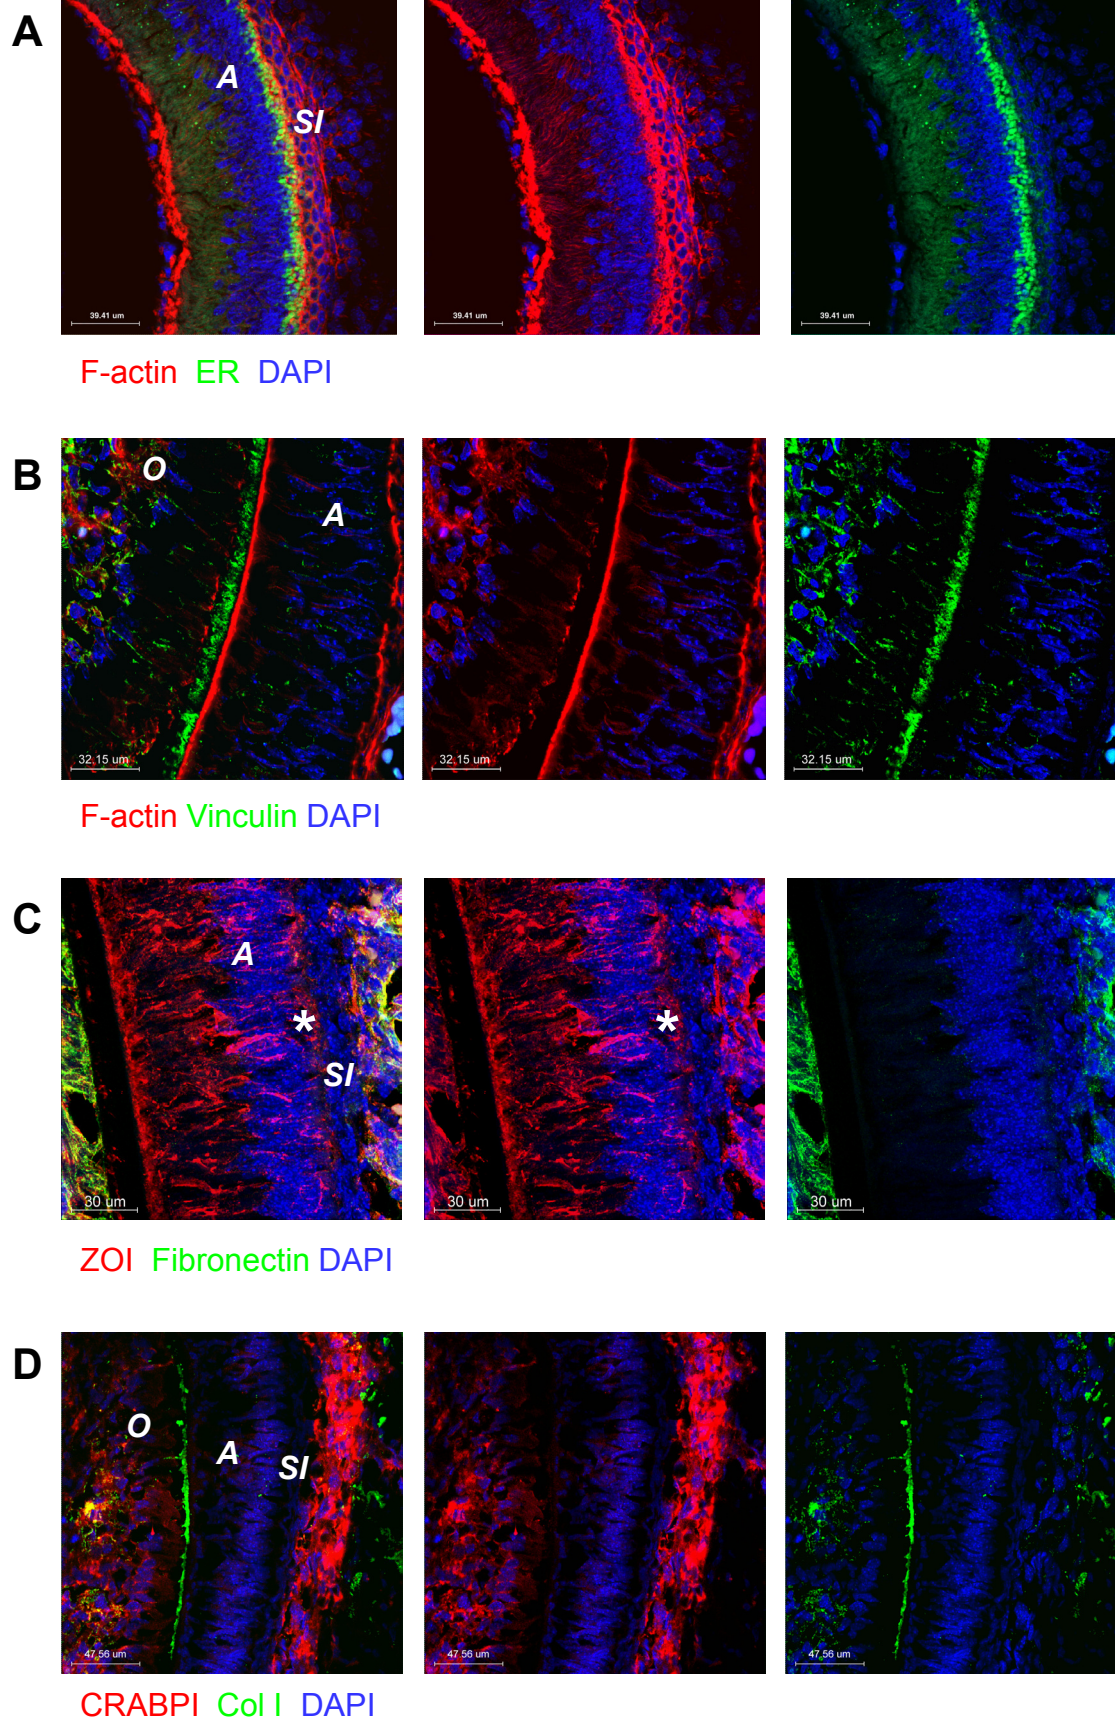 A
A
SI
39.41 um
39.41 um
39.41 um
F-actin ER DAPI
B
O
A
32.15 um
32.15 um
32.15 um
F-actin Vinculin DAPI
C
A
*
*
SI
30 um
30 um
30 um
ZOI Fibronectin DAPI
D
O
A
SI
47.56 um
47.56 um
47.56 um
CRABPI Col I DAPI